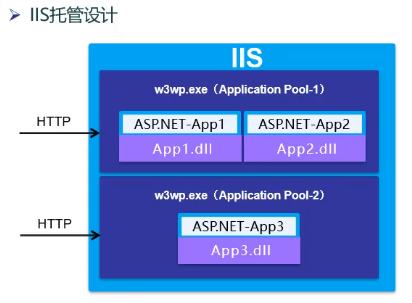 IIS托管设计
IIS
w3wp.exe（Application Pool-1）
HTTP
ASP.NET-App1 ASP.NET-App2
App1.dll App2.dll
w3wp.exe（Application Pool-2）
HTTP
ASP.NET-App3
App3.dll